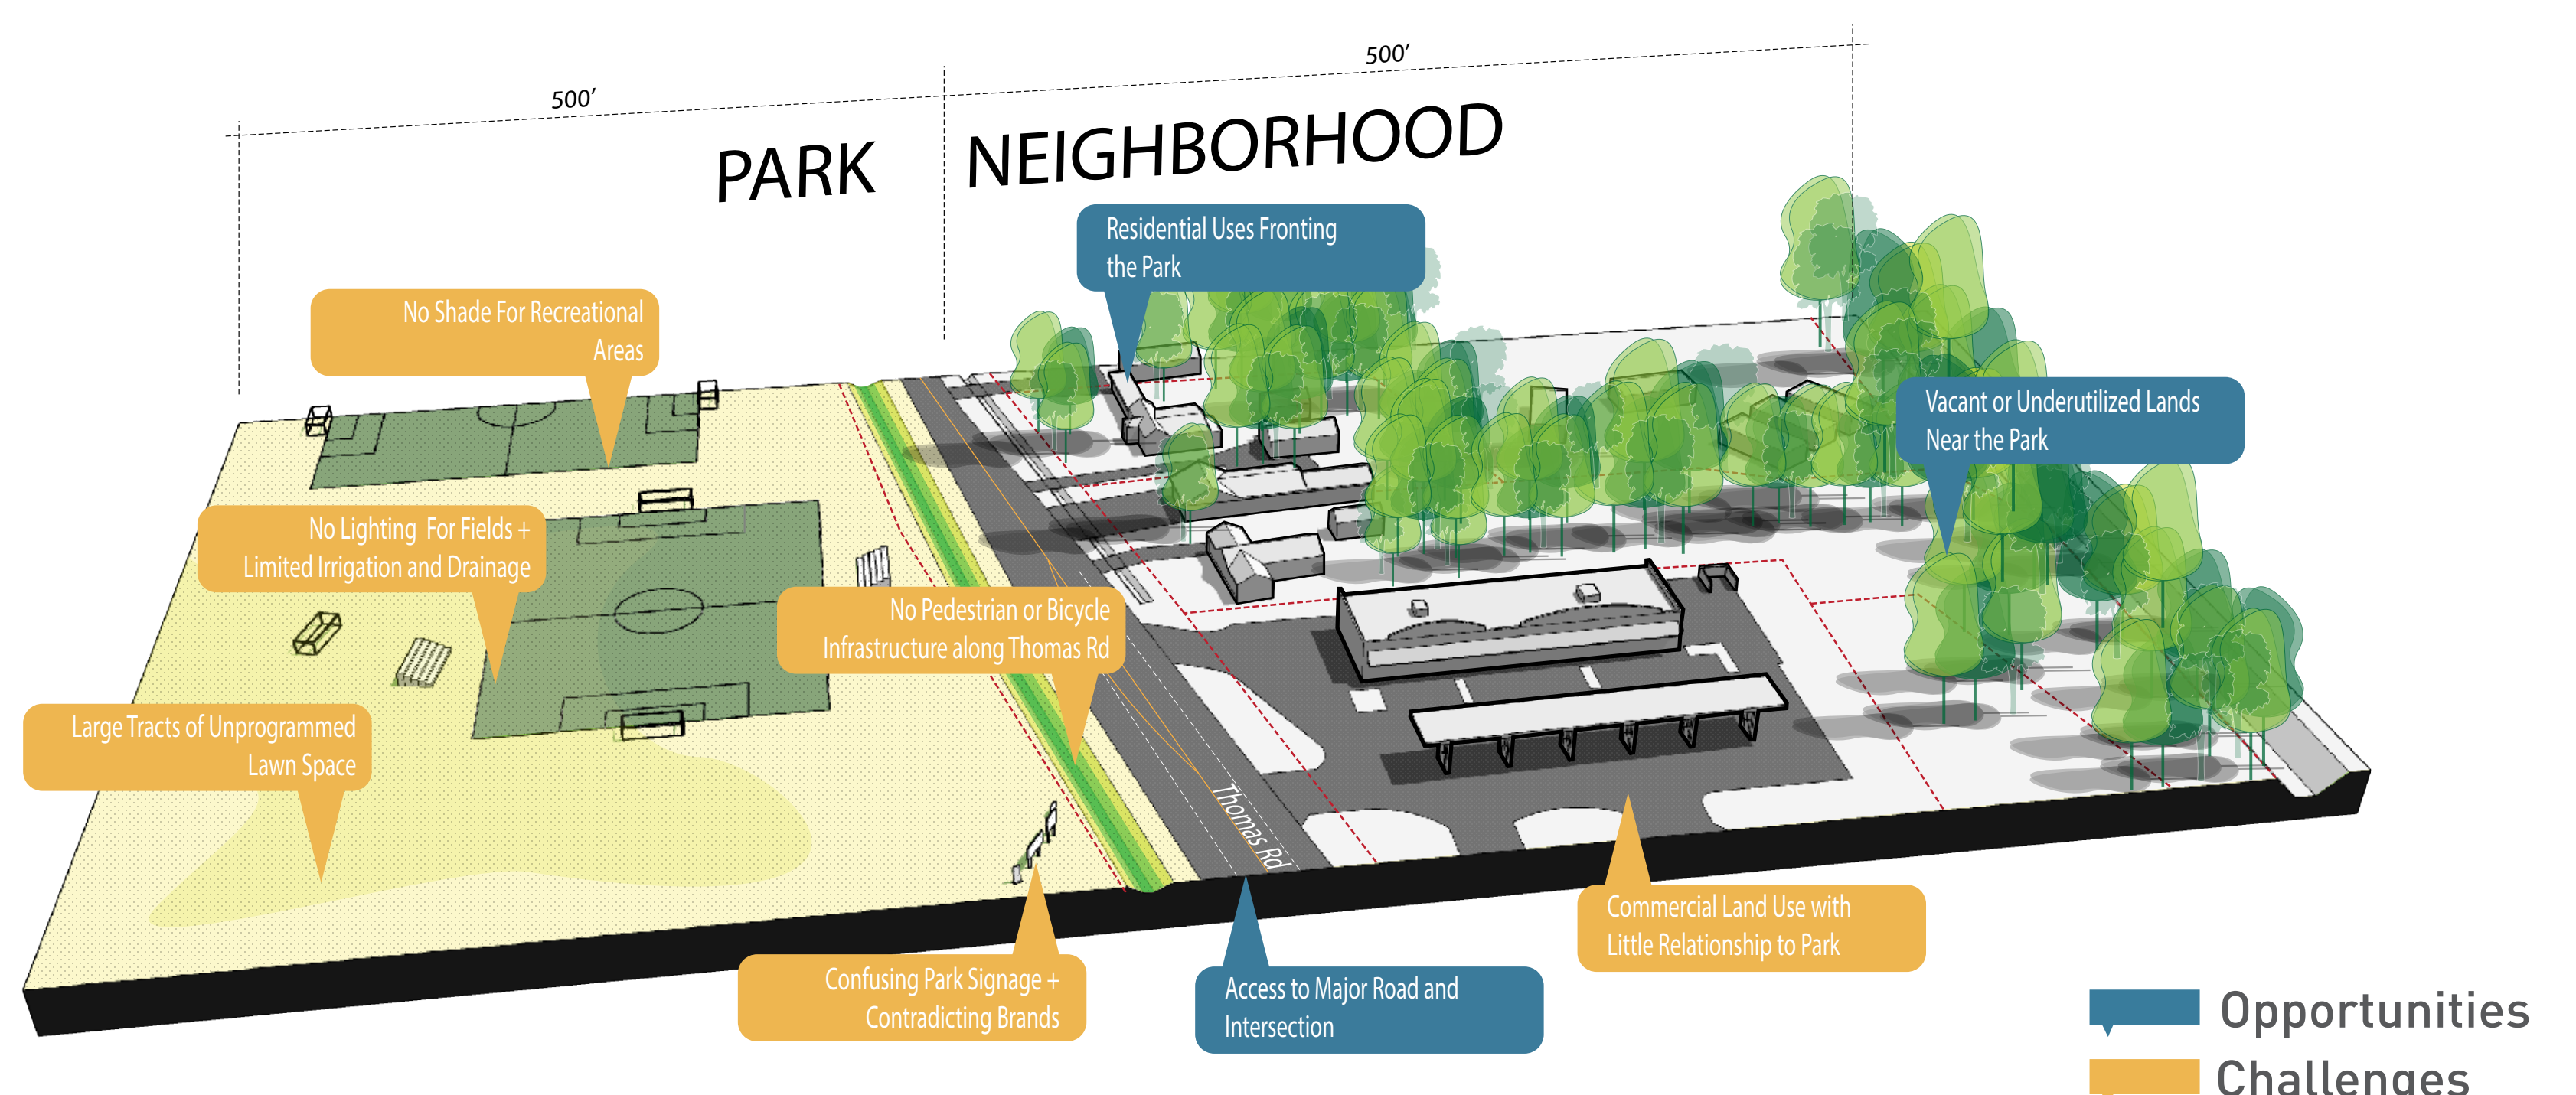 500’
500’
PARK
NEIGHBORHOOD
Residential Uses Fronting
the Park
No Shade For Recreational
Areas
Vacant or Underutilized Lands
Near the Park
No Lighting  For Fields +
Limited Irrigation and Drainage
No Pedestrian or Bicycle
Infrastructure along Thomas Rd
Large Tracts of Unprogrammed
Lawn Space
Thomas Rd
Commercial Land Use with
Little Relationship to Park
Confusing Park Signage +
Contradicting Brands
Access to Major Road and
Intersection
Opportunities
Challenges